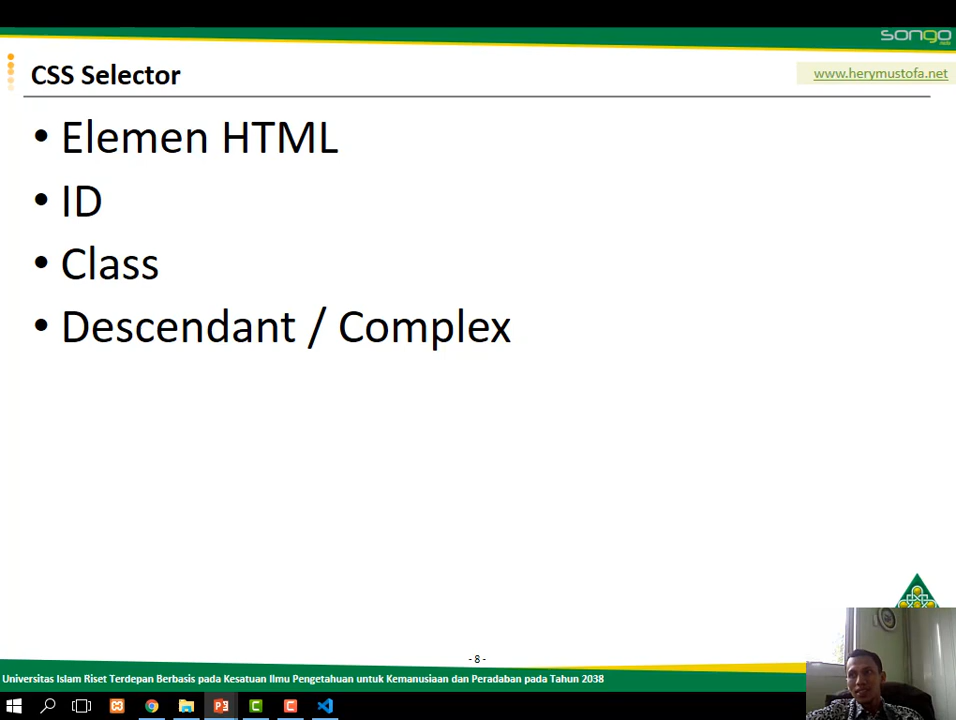 songo
CSS Selector
www.herymustofa.net
• Elemen HTML
• ID
• Class
• Descendant / Complex
- 8 -
Universitas Islam Riset Terdepan Berbasis pada Kesatuan Ilmu Pengetahuan untuk Kemanusiaan dan Peradaban pada Tahun 2038